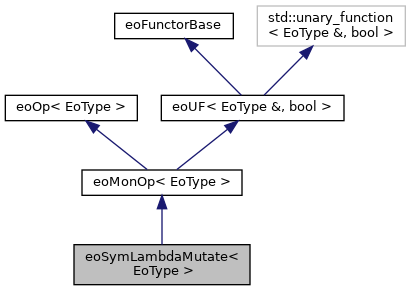 eoFunctorBase
std::unary_function
< EoType &, bool >
eoOp< EoType >
eoUF< EoType &, bool >
eoMonOp< EoType >
eoSymLambdaMutate<
EoType >